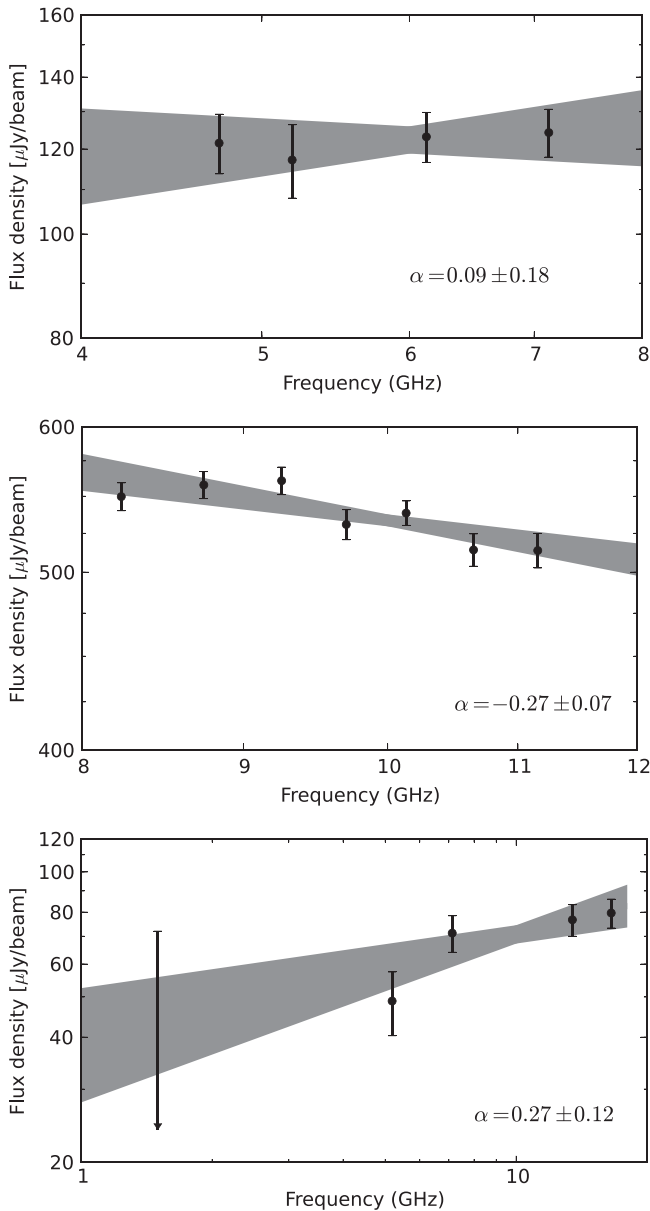 160
140
120
100
80
Flux density [μJy/beam]
α=0.09±0.18
4 5 6 7 8
Frequency (GHz)
600
500
400
Flux density [μJy/beam]
α=−0.27±0.07
8 9 10 11 12
Frequency (GHz)
120
100
80
60
40
20
Flux density [μJy/beam]
α=0.27±0.12
1 10
Frequency (GHz)